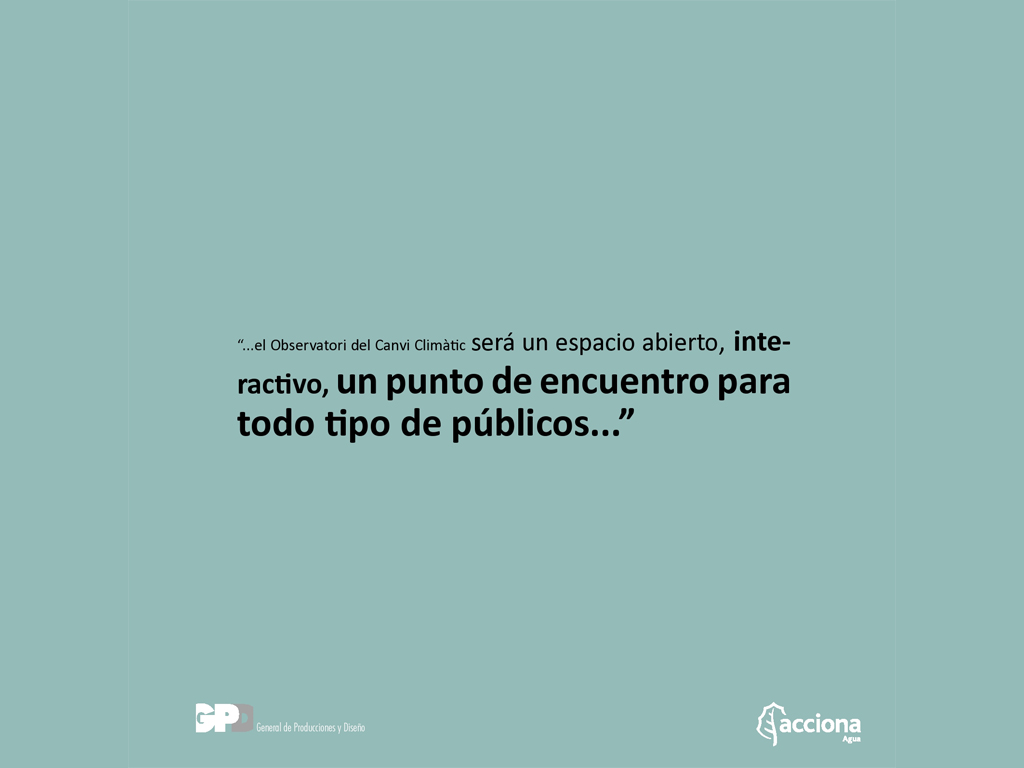 “...el Observatori del Canvi Climàtic será un espacio abierto, inte-
ractivo, un punto de encuentro para
todo tipo de públicos...”
GPD General de Producciones y Diseño
acciona
Agua